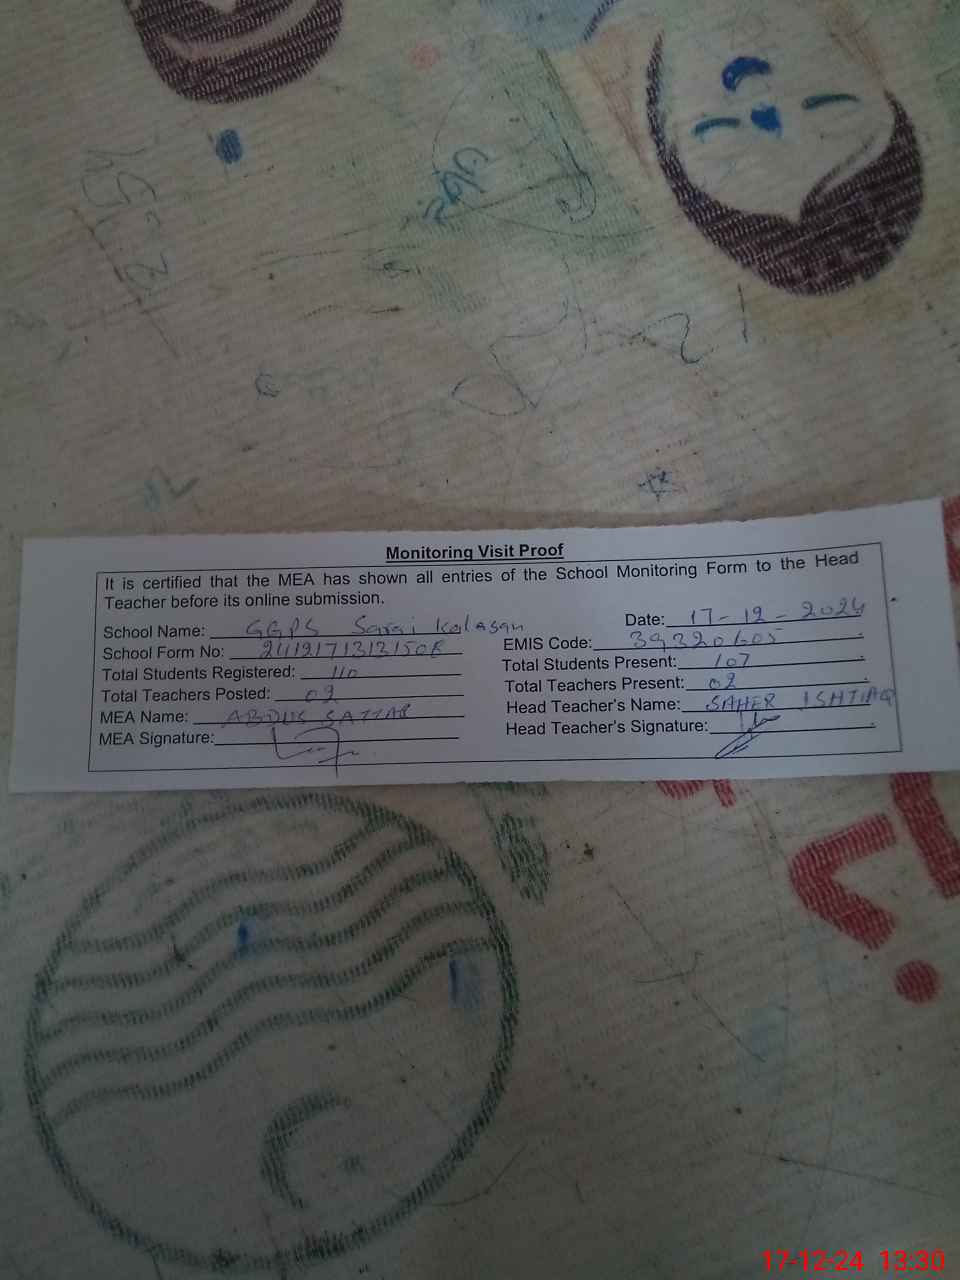 Monitoring Visit Proof
It is certified that the MEA has shown all entries of the School Monitoring Form to the Head
Teacher before its online submission.
School Name: GGPS Sarai Kalasan Date: 17-12-2024
School Form No: EMIS Code: 39320605
Total Students Registered: 110 Total Students Present: 107
Total Teachers Posted: 02 Total Teachers Present: 02
MEA Name: ABDUS SATTAR Head Teacher's Name: SAHER ISHTIAQ
MEA Signature: Head Teacher's Signature:
17-12-24 13:30